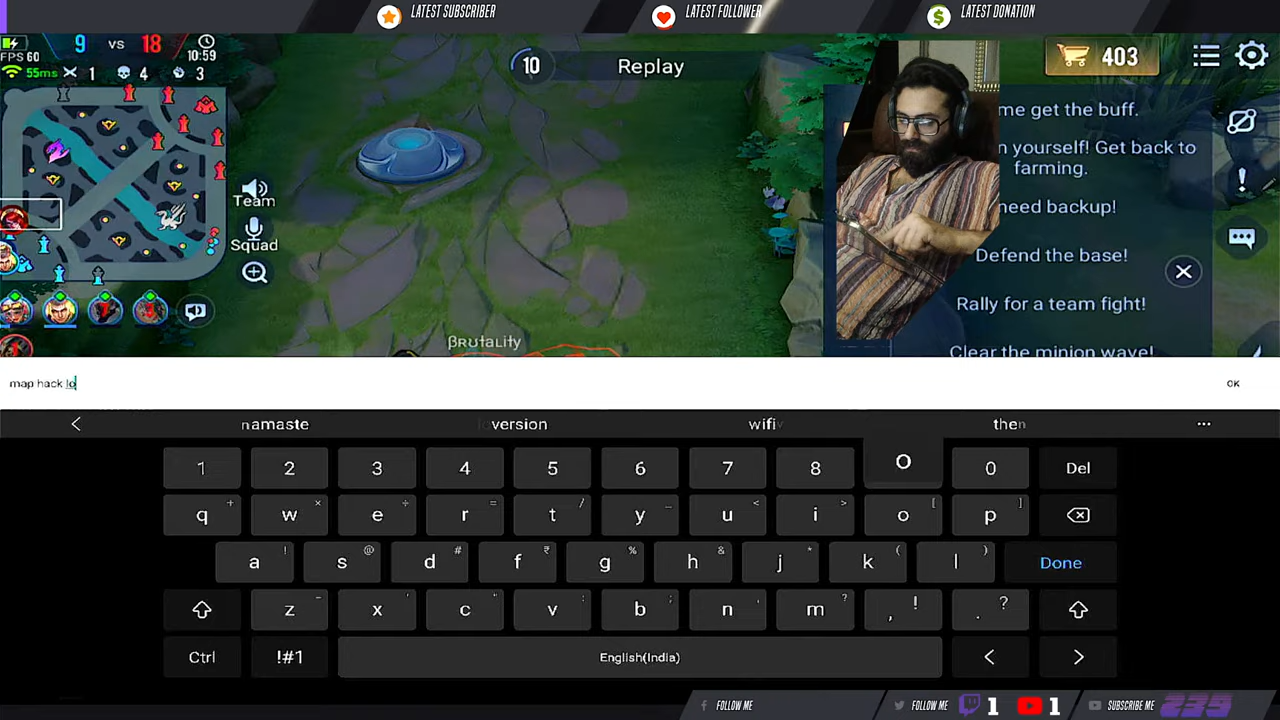 LATEST SUBSCRIBER
LATEST FOLLOWER
LATEST DONATION
9 vs 18
10:59
FPS 60
55ms 1 4 3
10 Replay
403
Team
Squad
me get the buff.
n yourself! Get back to
farming.
need backup!
Defend the base!
Rally for a team fight!
Clear the minion wave!
βRυtαLιty
map hack lo
OK
namaste version wifi then ...
1 2 3 4 5 6 7 8 O 0 Del
q + w × e ÷ r = t / y _ u < i > o [ p ]
a ! s @ d # f ₹ g % h & j * k ( l ) Done
z - x ' c " v : b ; n , m ? , ! . ?
Ctrl !#1 English(India) < >
FOLLOW ME
FOLLOW ME 1 1 SUBSCRIBE ME 239